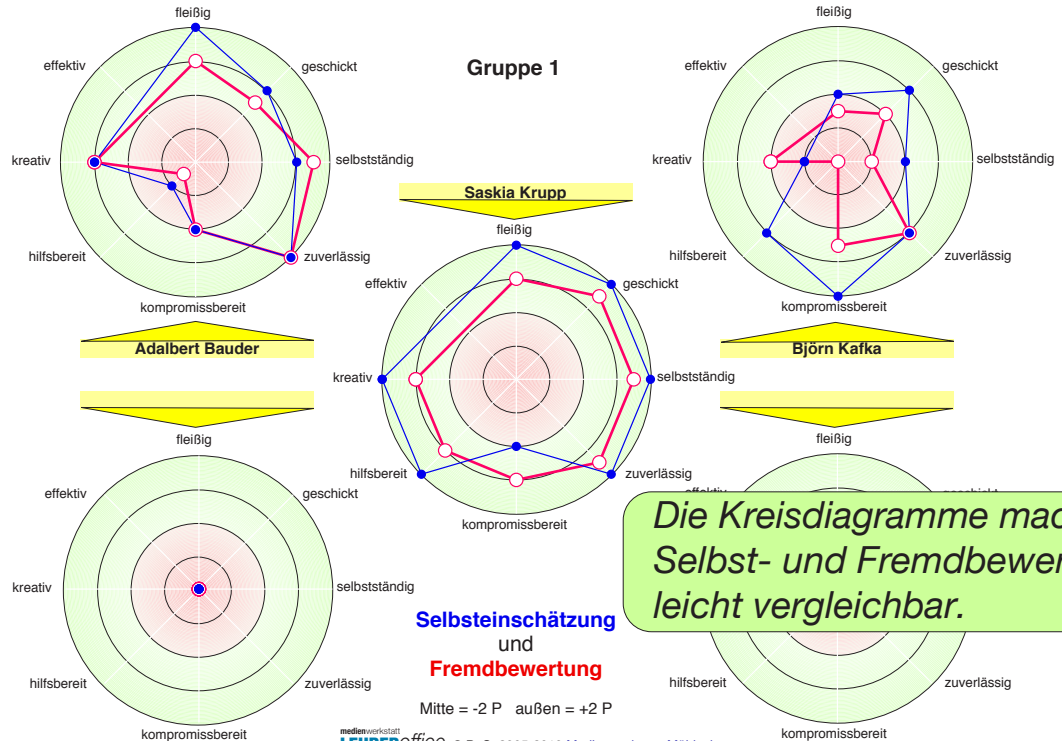 fleißig
effektiv
geschickt
kreativ
selbstständig
hilfsbereit
zuverlässig
kompromissbereit
Adalbert Bauder
Gruppe 1
Saskia Krupp
fleißig
effektiv
geschickt
kreativ
selbstständig
hilfsbereit
zuverlässig
kompromissbereit
fleißig
effektiv
geschickt
kreativ
selbstständig
hilfsbereit
zuverlässig
kompromissbereit
Björn Kafka
fleißig
effektiv
geschickt
kreativ
selbstständig
hilfsbereit
zuverlässig
kompromissbereit
Selbsteinschätzung
und
Fremdbewertung
Mitte = -2 P außen = +2 P
medienwerkstatt
fleißig
effektiv
geschickt
Die Kreisdiagramme mac
Selbst- und Fremdbewer
leicht vergleichbar.
hilfsbereit
zuverlässig
kompromissbereit